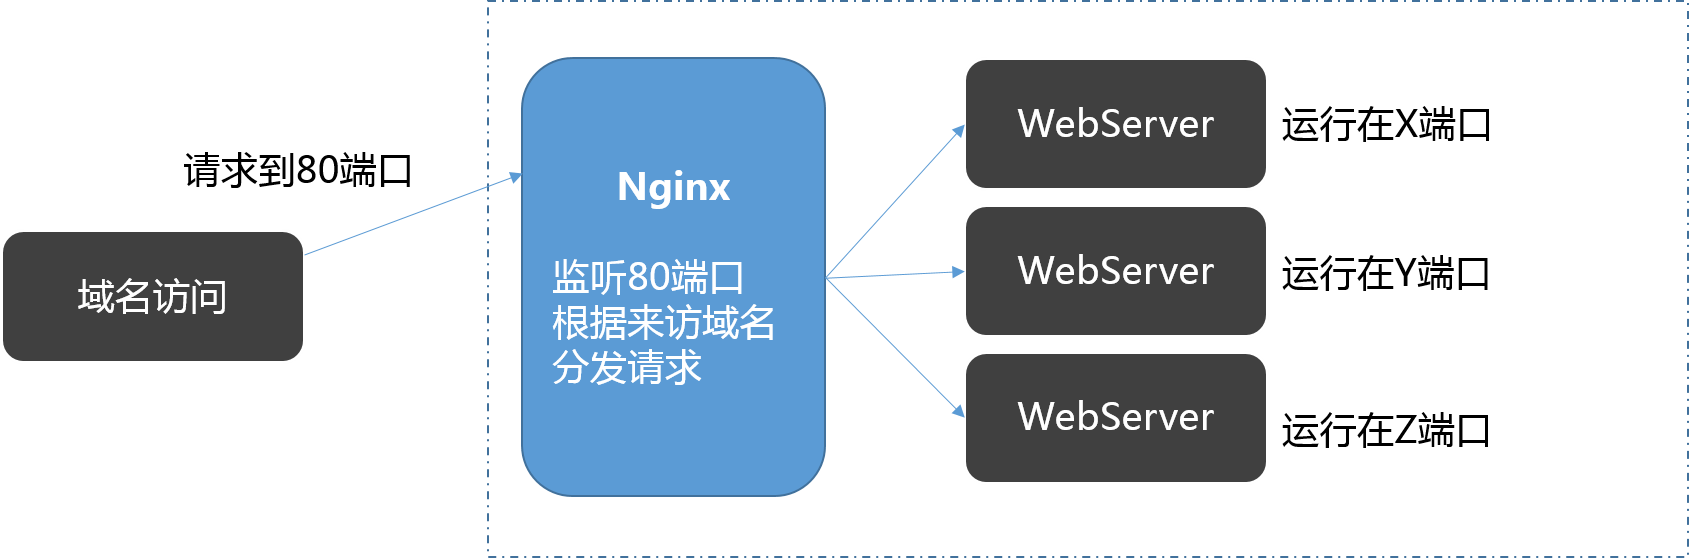 请求到80端口
域名访问
Nginx
监听80端口
根据来访域名
分发请求
WebServer
运行在X端口
WebServer
运行在Y端口
WebServer
运行在Z端口